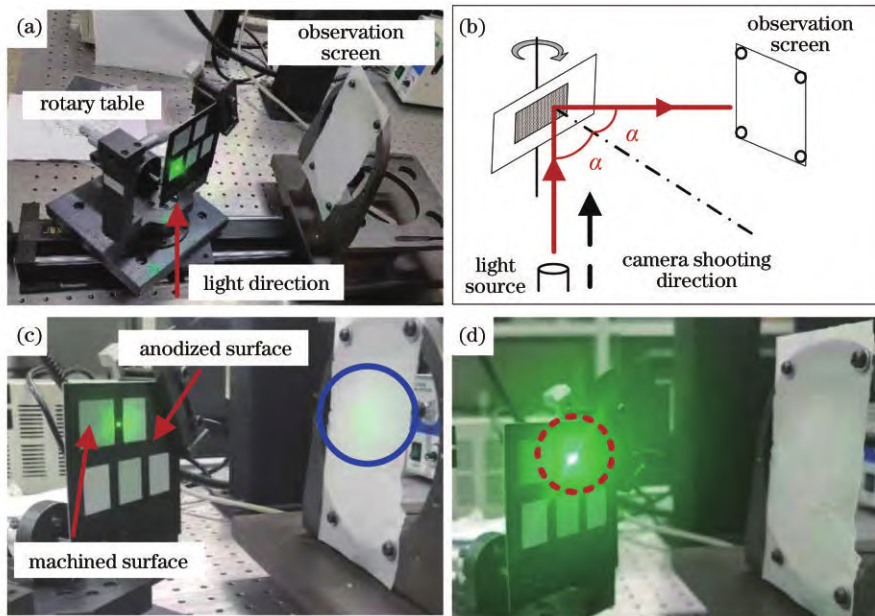 (a)
observation
screen
rotary table
light direction
(b)
observation
screen
α
α
light
source
camera shooting
direction
(c)
anodized surface
machined surface
(d)